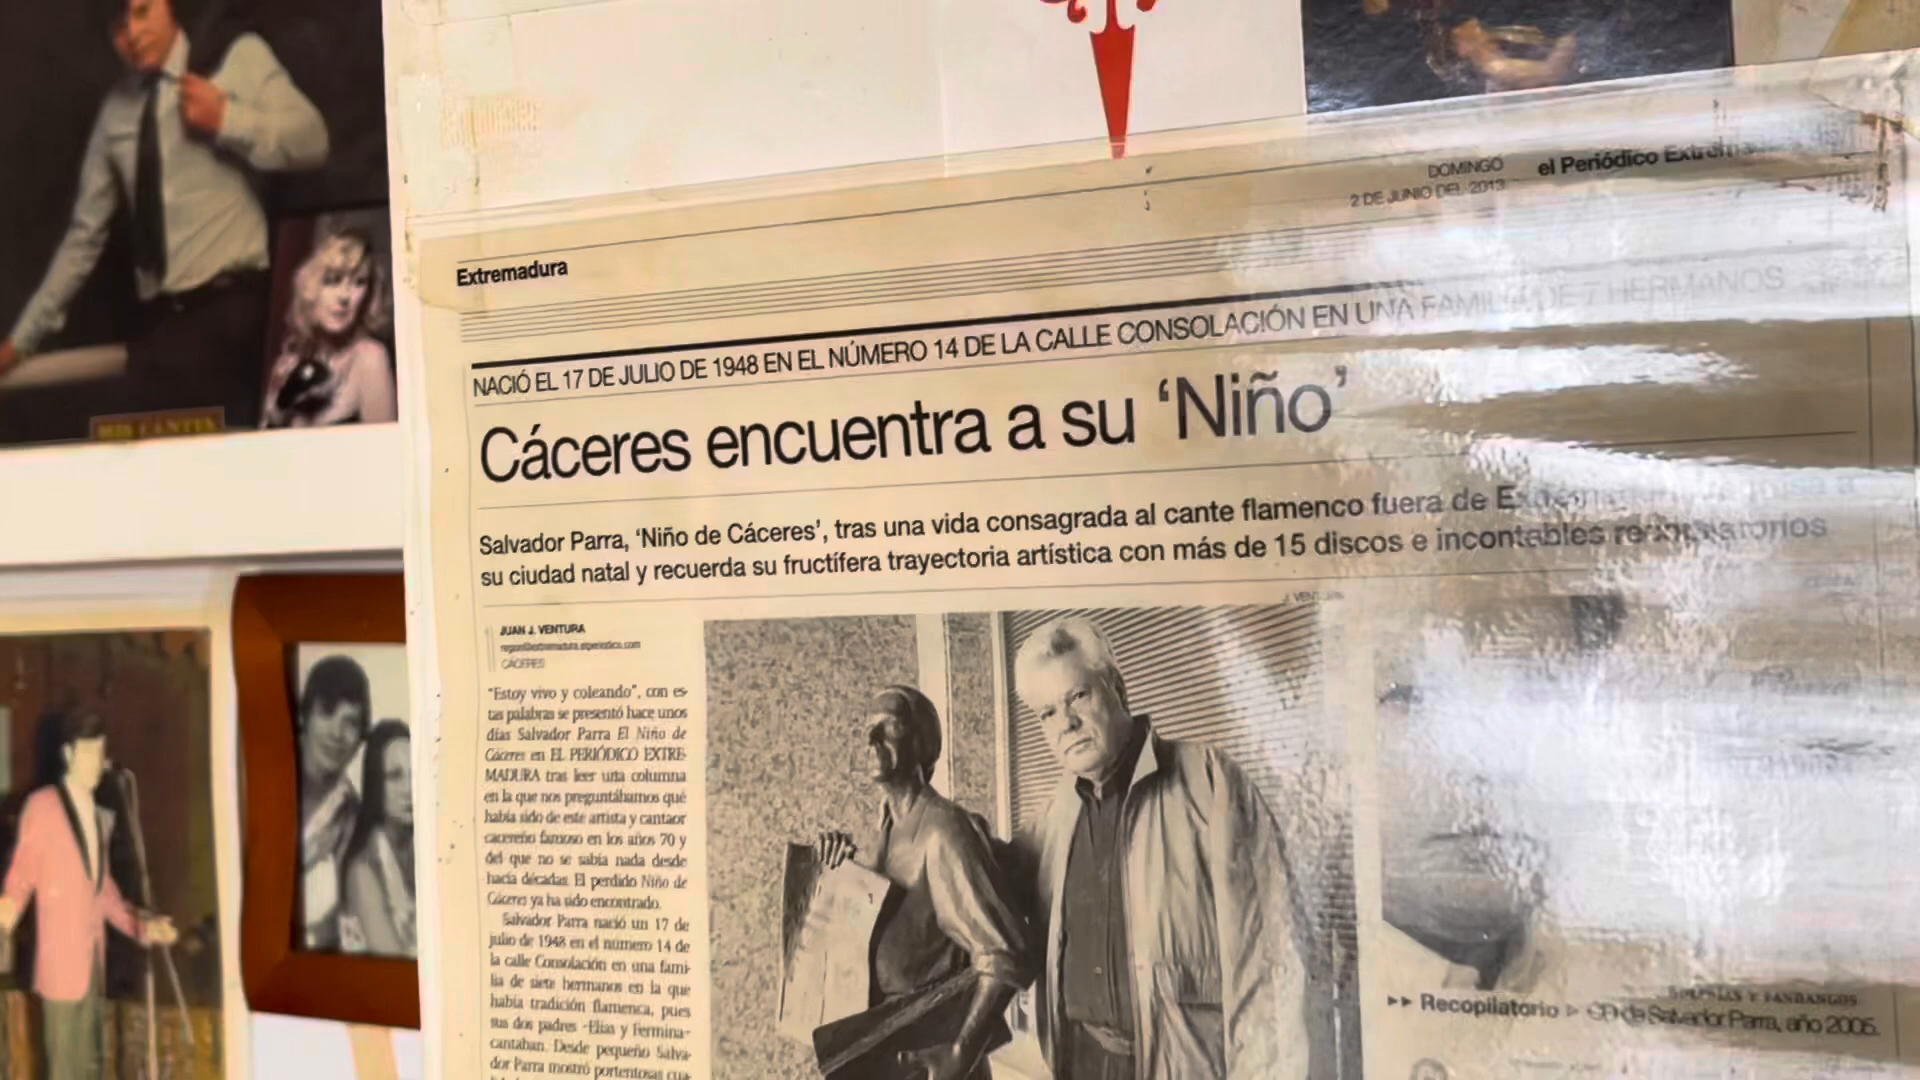 MIS CANTES
DOMINGO
2 DE JUNIO DEL 2013
el Periódico Extremadura
Extremadura
NACIÓ EL 17 DE JULIO DE 1948 EN EL NÚMERO 14 DE LA CALLE CONSOLACIÓN EN UNA FAMILIA DE 7 HERMANOS
Cáceres encuentra a su ‘Niño’
Salvador Parra, ‘Niño de Cáceres’, tras una vida consagrada al cante flamenco fuera de
su ciudad natal y recuerda su fructífera trayectoria artística con más de 15 discos e incontables
J. VENTURA
JUAN J. VENTURA
CÁCERES
“Estoy vivo y coleando”, con es-
tas palabras se presentó hace unos
días Salvador Parra El Niño de
Cáceres en EL PERIÓDICO EXTRE-
MADURA tras leer una columna
en la que nos preguntábamos qué
había sido de este artista y cantaor
cacereño famoso en los años 70 y
del que no se sabía nada desde
hacía décadas. El perdido Niño de
Cáceres ya ha sido encontrado.
Salvador Parra nació un 17 de
julio de 1948 en el número 14 de
la calle Consolación en una fami-
lia de siete hermanos en la que
había tradición flamenca, pues
sus dos padres -Elías y Fermina-
cantaban. Desde pequeño Salva-
dor Parra mostró portentosas cua-
Y FANDANGOS
▸▸ Recopilatorio ▹ CD de Salvador Parra, año 2005.